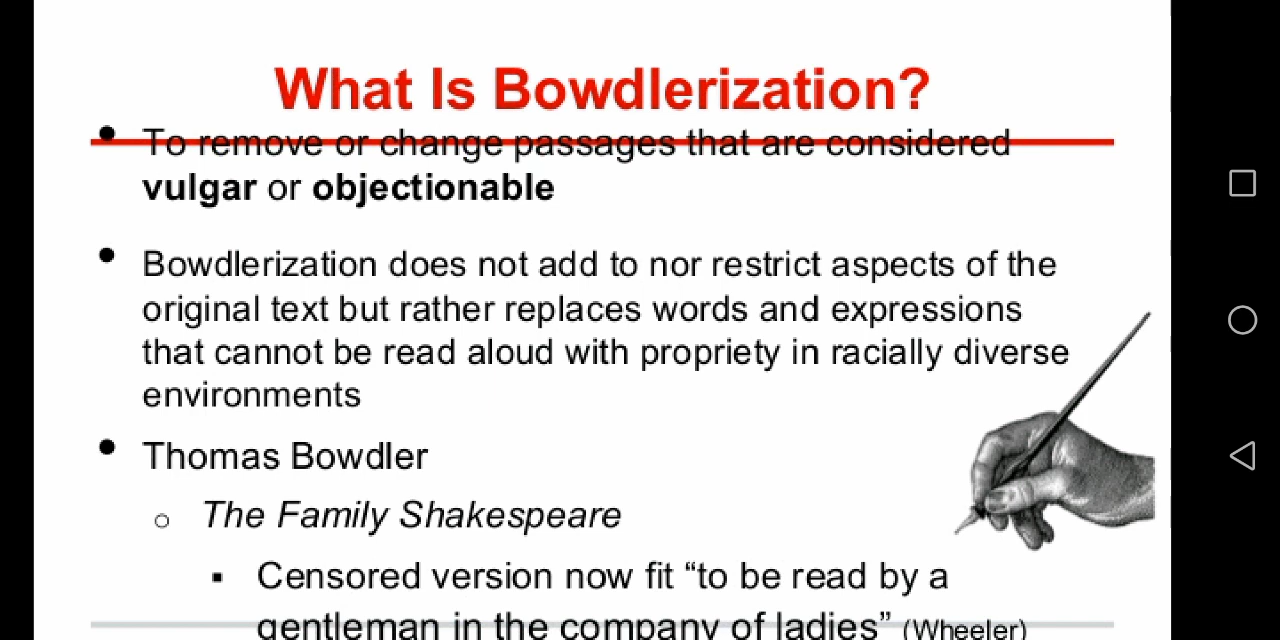 What Is Bowdlerization?
• To remove or change passages that are considered
vulgar or objectionable
• Bowdlerization does not add to nor restrict aspects of the
original text but rather replaces words and expressions
that cannot be read aloud with propriety in racially diverse
environments
• Thomas Bowdler
○ The Family Shakespeare
▪ Censored version now fit “to be read by a
gentleman in the company of ladies” (Wheeler)